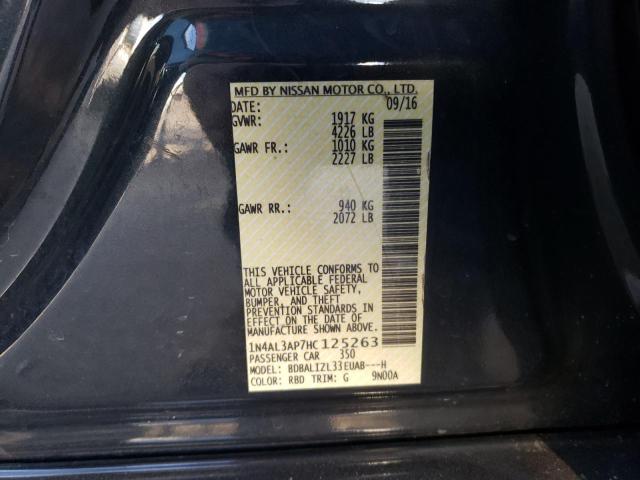 MFD BY NISSAN MOTOR CO., LTD.
DATE: 09/16
GVWR: 1917 KG
4226 LB
GAWR FR.: 1010 KG
2227 LB
GAWR RR.: 940 KG
2072 LB
THIS VEHICLE CONFORMS TO
ALL APPLICABLE FEDERAL
MOTOR VEHICLE SAFETY,
BUMPER, AND THEFT
PREVENTION STANDARDS IN
EFFECT ON THE DATE OF
MANUFACTURE SHOWN ABOVE.
1N4AL3AP7HC125263
PASSENGER CAR 350
MODEL: BDBALIZL33EUAB---H
COLOR: RBD TRIM: G 9N00A